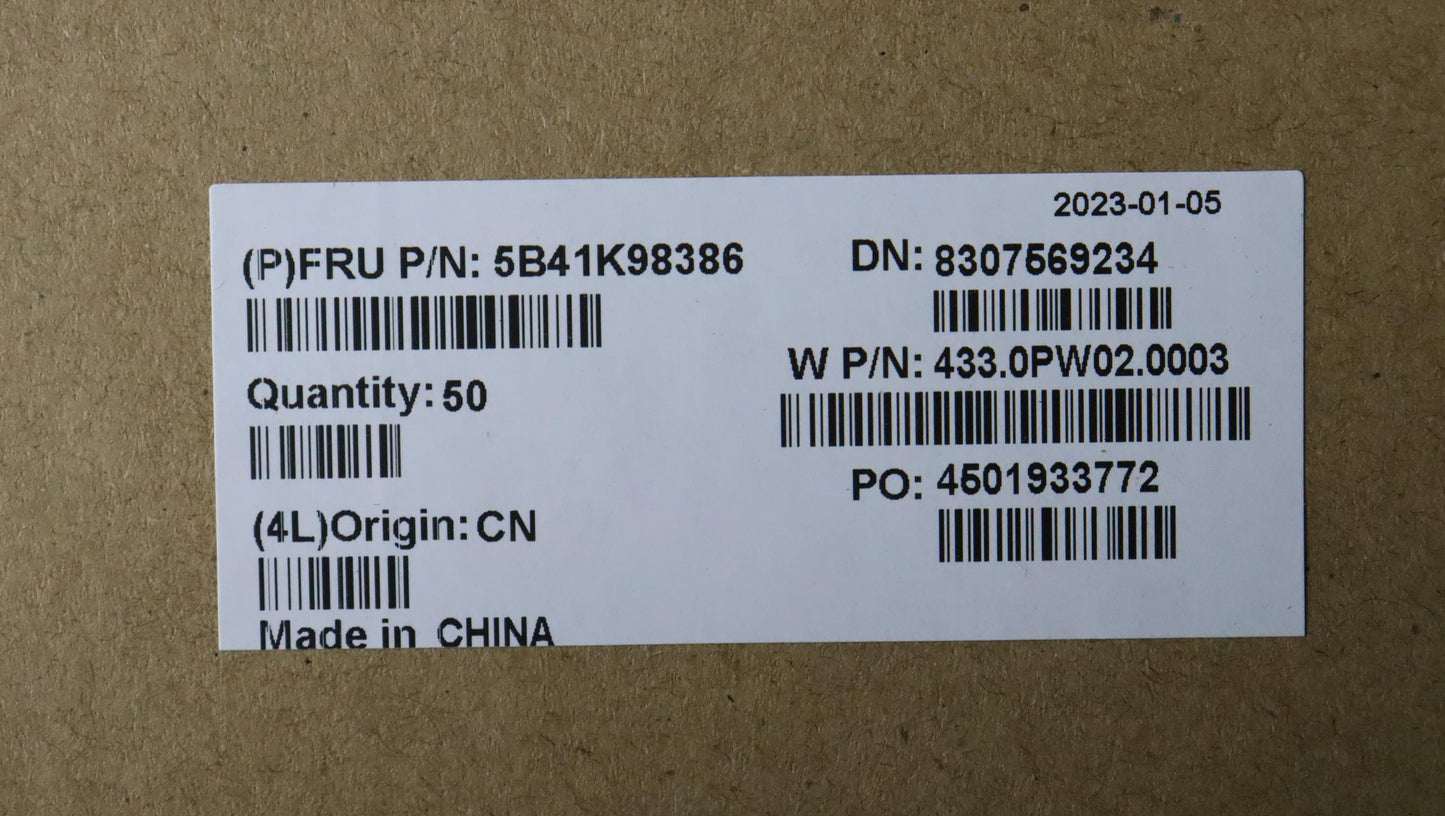 2023-01-05
(P)FRU P/N: 5B41K98386
DN: 8307569234
W P/N: 433.0PW02.0003
Quantity: 50
PO: 4501933772
(4L)Origin: CN
Made in CHINA